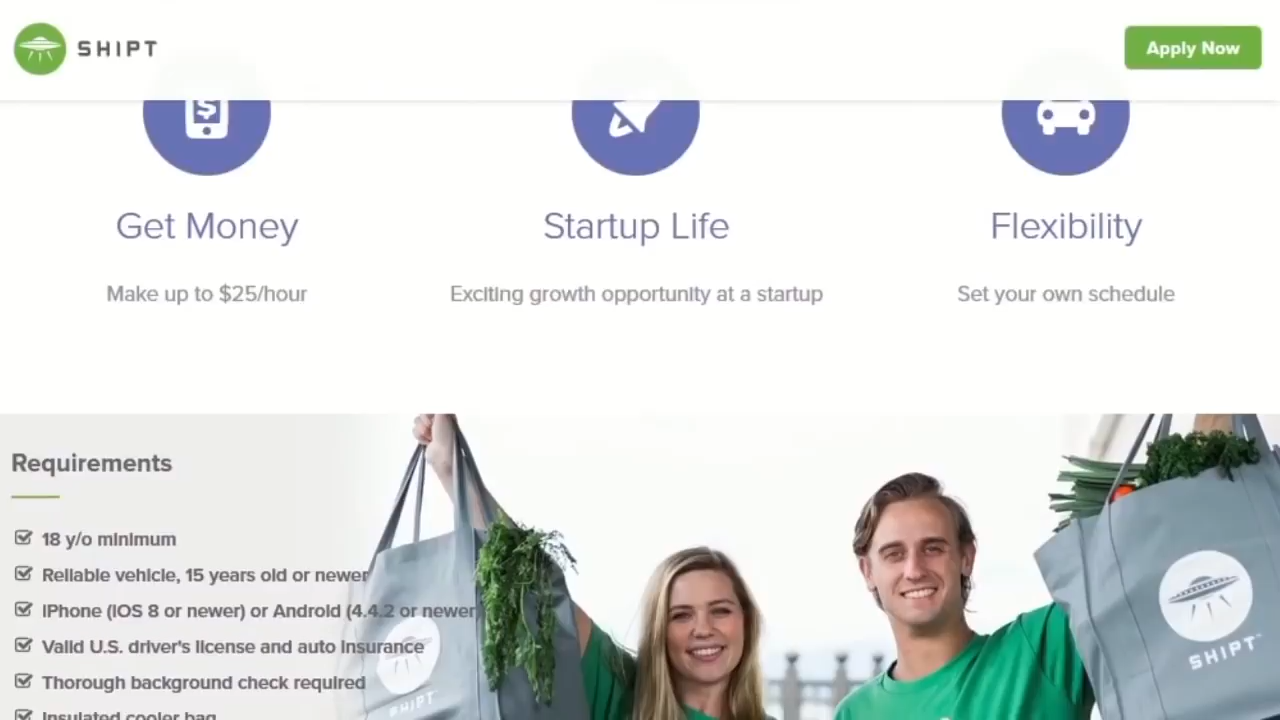 SHIPT
Apply Now
$
Get Money
Startup Life
Flexibility
Make up to $25/hour
Exciting growth opportunity at a startup
Set your own schedule
Requirements
18 y/o minimum
Reliable vehicle, 15 years old or newer
iPhone (iOS 8 or newer) or Android (4.4.2 or newer)
Valid U.S. driver's license and auto insurance
Thorough background check required
Insulated cooler bag
SHIPT
SHIPT